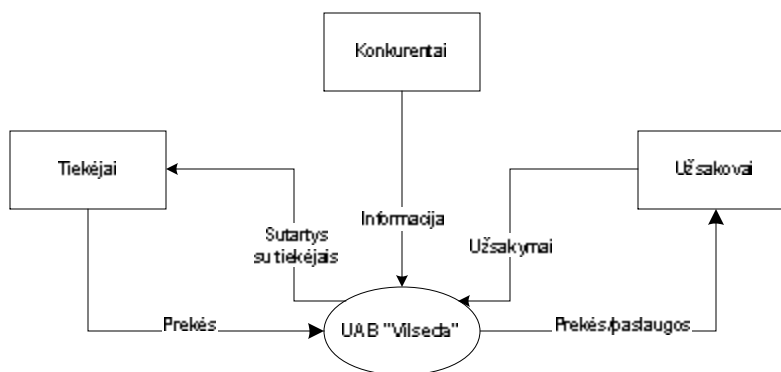 Konkurentai
Tiekėjai
Užsakovai
Informacija
Sutartys
su tiekėjais
Užsakymai
Prekės
UAB "Vilseda"
Prekės/paslaugos